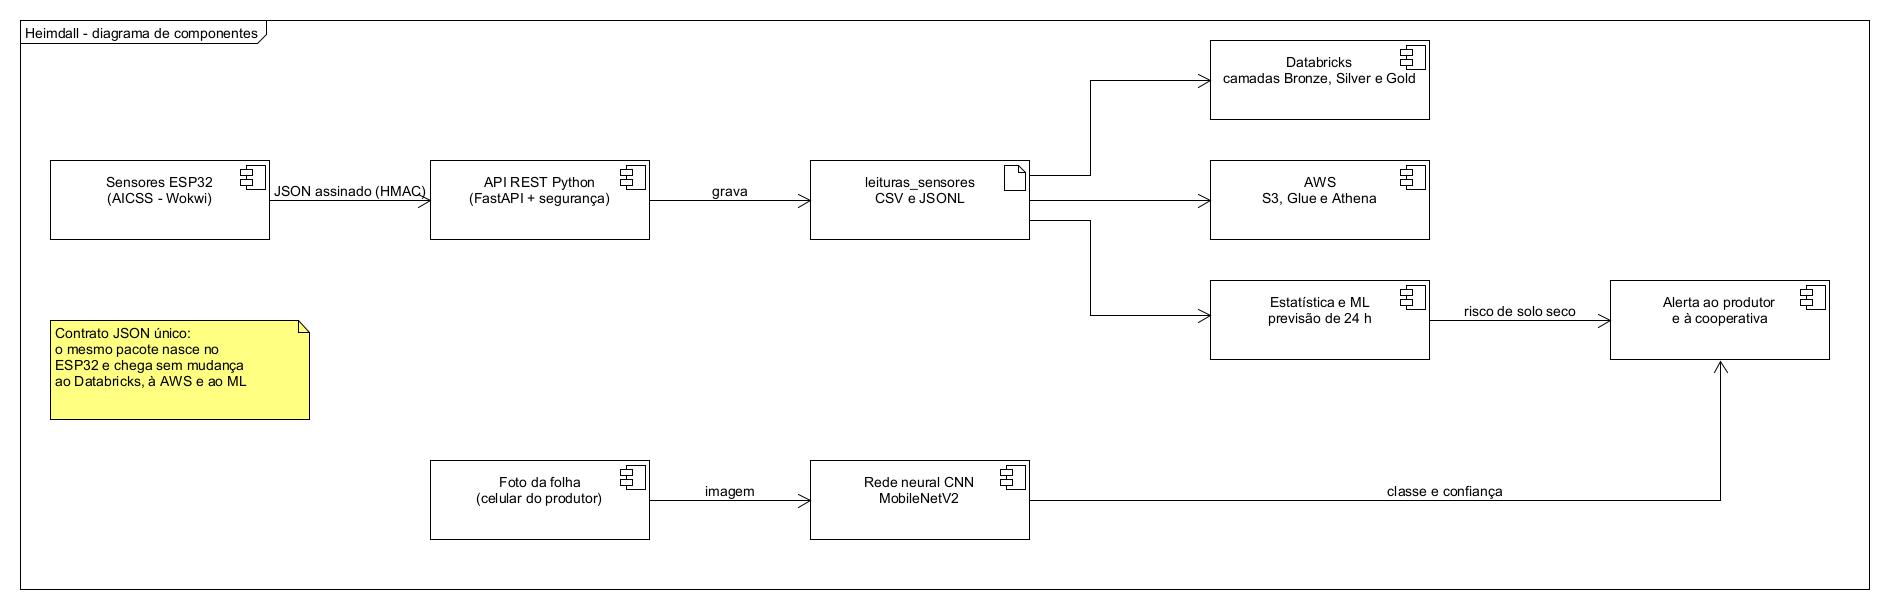 Heimdall - diagrama de componentes
Databricks
camadas Bronze, Silver e Gold
Sensores ESP32
(AICSS - Wokwi)
JSON assinado (HMAC)
API REST Python
(FastAPI + segurança)
grava
leituras_sensores
CSV e JSONL
AWS
S3, Glue e Athena
Estatística e ML
previsão de 24 h
risco de solo seco
Alerta ao produtor
e à cooperativa
Contrato JSON único:
o mesmo pacote nasce no
ESP32 e chega sem mudança
ao Databricks, à AWS e ao ML
Foto da folha
(celular do produtor)
imagem
Rede neural CNN
MobileNetV2
classe e confiança